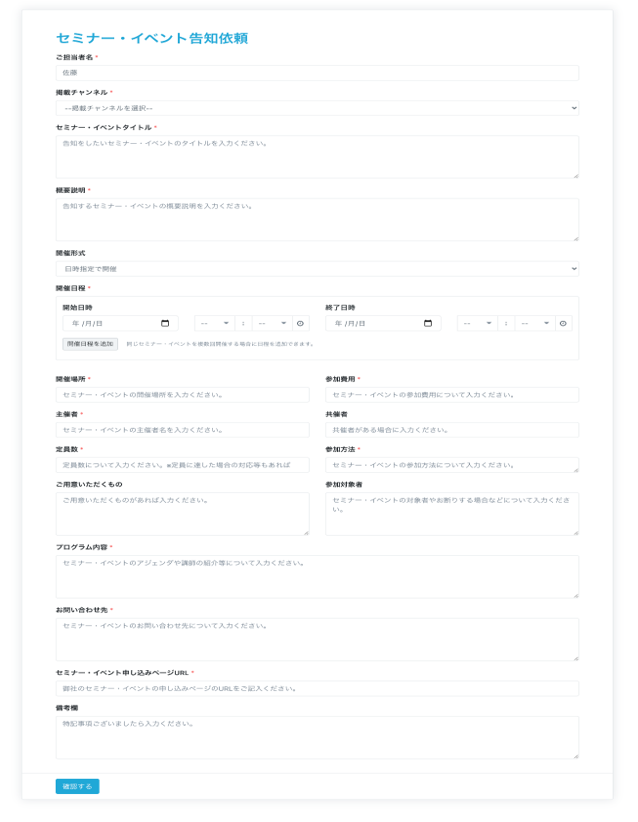 セミナー・イベント告知依頼
ご担当者名 *
佐藤
掲載チャンネル *
--掲載チャンネルを選択--
セミナー・イベントタイトル *
告知をしたいセミナー・イベントのタイトルを入力ください。
概要説明 *
告知するセミナー・イベントの概要説明を入力ください。
開催形式
日時指定で開催
開催日程 *
開始日時 終了日時
年 /月/日 -- : -- 年 /月/日 -- : --
開催日程を追加 同じセミナー・イベントを複数回開催する場合に日程を追加できます。
開催場所 * 参加費用 *
セミナー・イベントの開催場所を入力ください。 セミナー・イベントの参加費用について入力ください。
主催者 * 共催者
セミナー・イベントの主催者名を入力ください。 共催者がある場合に入力ください。
定員数 * 参加方法 *
定員数について入力ください。※定員に達した場合の対応等もあれば セミナー・イベントの参加方法について入力ください。
ご用意いただくもの 参加対象者
ご用意いただくものがあれば入力ください。 セミナー・イベントの対象者やお断りする場合などについて入力くださ
い。
プログラム内容 *
セミナー・イベントのアジェンダや講師の紹介等について入力ください。
お問い合わせ先 *
セミナー・イベントのお問い合わせ先について入力ください。
セミナー・イベント申し込みページURL *
御社のセミナー・イベントの申し込みページのURLをご記入ください。
備考欄
特記事項ございましたら入力ください。
確認する